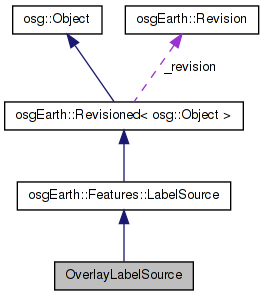 osg::Object
osgEarth::Revision
_revision
osgEarth::Revisioned< osg::Object >
osgEarth::Features::LabelSource
OverlayLabelSource